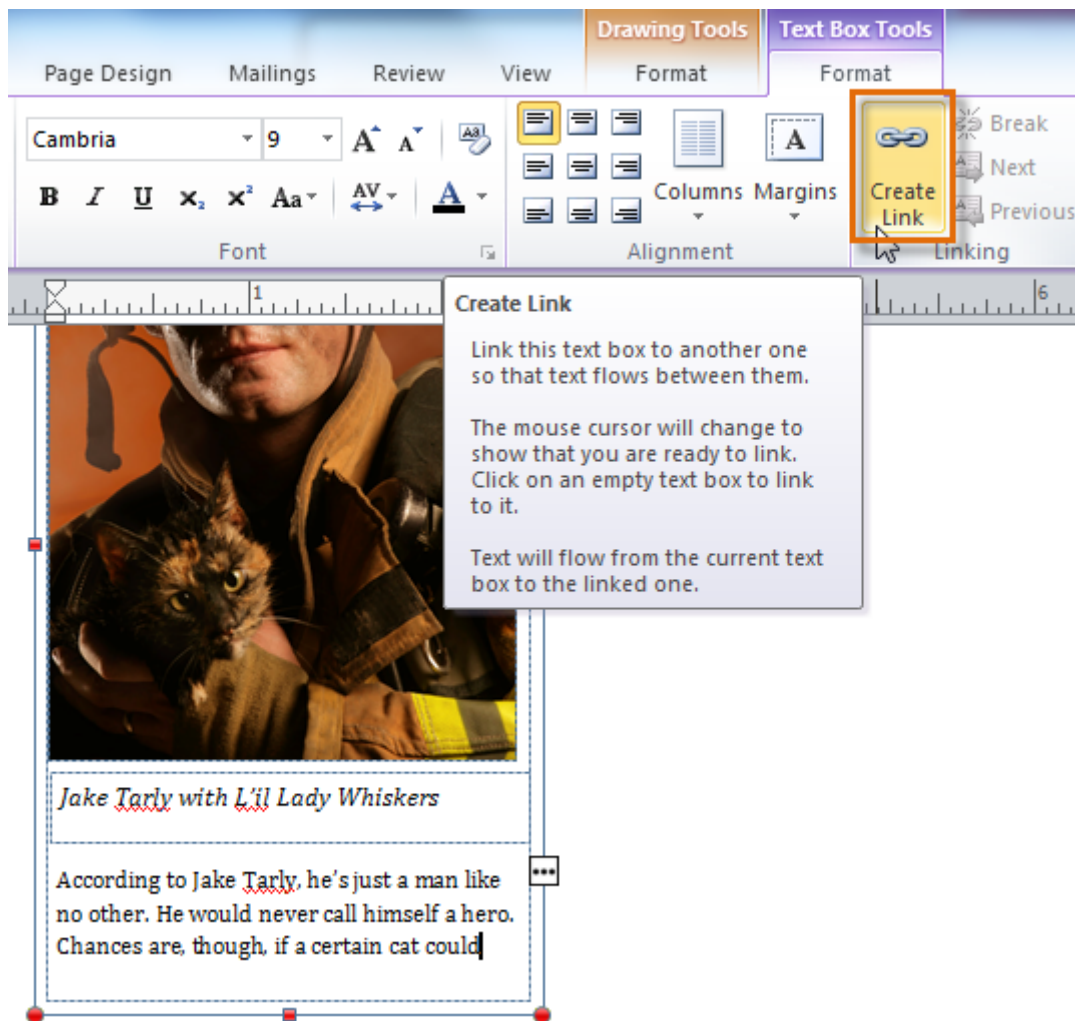 Drawing Tools Text Box Tools
Page Design Mailings Review View Format Format
Cambria 9 A A Aa
Break
Next
B I U x₂ x² Aa AV A
Columns Margins
Create
Link
Previous
Font Alignment Linking
1 6
Create Link
Link this text box to another one
so that text flows between them.
The mouse cursor will change to
show that you are ready to link.
Click on an empty text box to link
to it.
Text will flow from the current text
box to the linked one.
Jake Tarly with L’il Lady Whiskers
According to Jake Tarly, he’s just a man like
no other. He would never call himself a hero.
Chances are, though, if a certain cat could